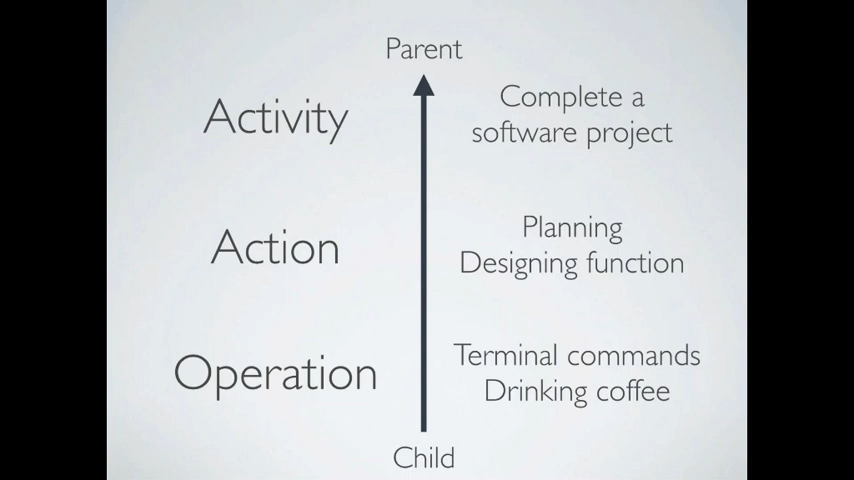 Parent
Activity
Complete a
software project
Action
Planning
Designing function
Operation
Terminal commands
Drinking coffee
Child